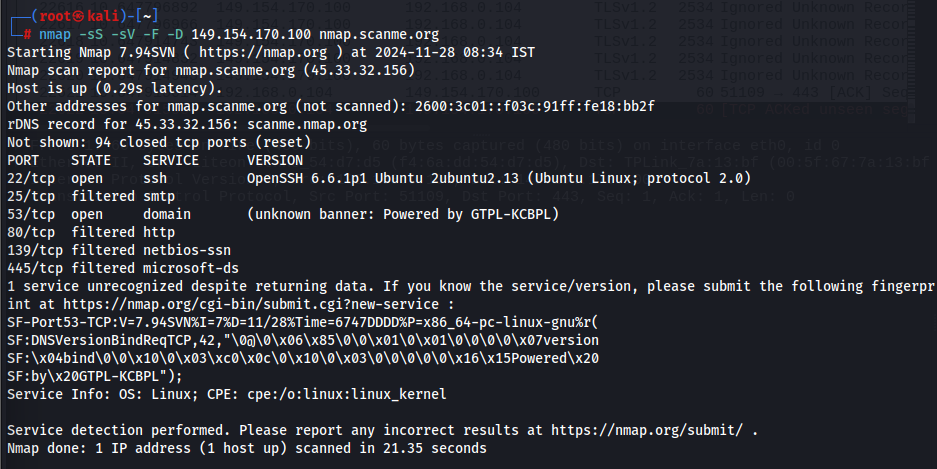 (root㉿kali)-[~]
# nmap -sS -sV -F -D 149.154.170.100 nmap.scanme.org
Starting Nmap 7.94SVN ( https://nmap.org ) at 2024-11-28 08:34 IST
Nmap scan report for nmap.scanme.org (45.33.32.156)
Host is up (0.29s latency).
Other addresses for nmap.scanme.org (not scanned): 2600:3c01::f03c:91ff:fe18:bb2f
rDNS record for 45.33.32.156: scanme.nmap.org
Not shown: 94 closed tcp ports (reset)
PORT    STATE    SERVICE      VERSION
22/tcp  open     ssh          OpenSSH 6.6.1p1 Ubuntu 2ubuntu2.13 (Ubuntu Linux; protocol 2.0)
25/tcp  filtered smtp
53/tcp  open     domain       (unknown banner: Powered by GTPL-KCBPL)
80/tcp  filtered http
139/tcp filtered netbios-ssn
445/tcp filtered microsoft-ds
1 service unrecognized despite returning data. If you know the service/version, please submit the following fingerpr
int at https://nmap.org/cgi-bin/submit.cgi?new-service :
SF-Port53-TCP:V=7.94SVN%I=7%D=11/28%Time=6747DDDD%P=x86_64-pc-linux-gnu%r(
SF:DNSVersionBindReqTCP,42,"\0@\0\x06\x85\0\0\x01\0\x01\0\0\0\0\x07version
SF:\x04bind\0\0\x10\0\x03\xc0\x0c\0\x10\0\x03\0\0\0\0\0\x16\x15Powered\x20
SF:by\x20GTPL-KCBPL");
Service Info: OS: Linux; CPE: cpe:/o:linux:linux_kernel
Service detection performed. Please report any incorrect results at https://nmap.org/submit/ .
Nmap done: 1 IP address (1 host up) scanned in 21.35 seconds